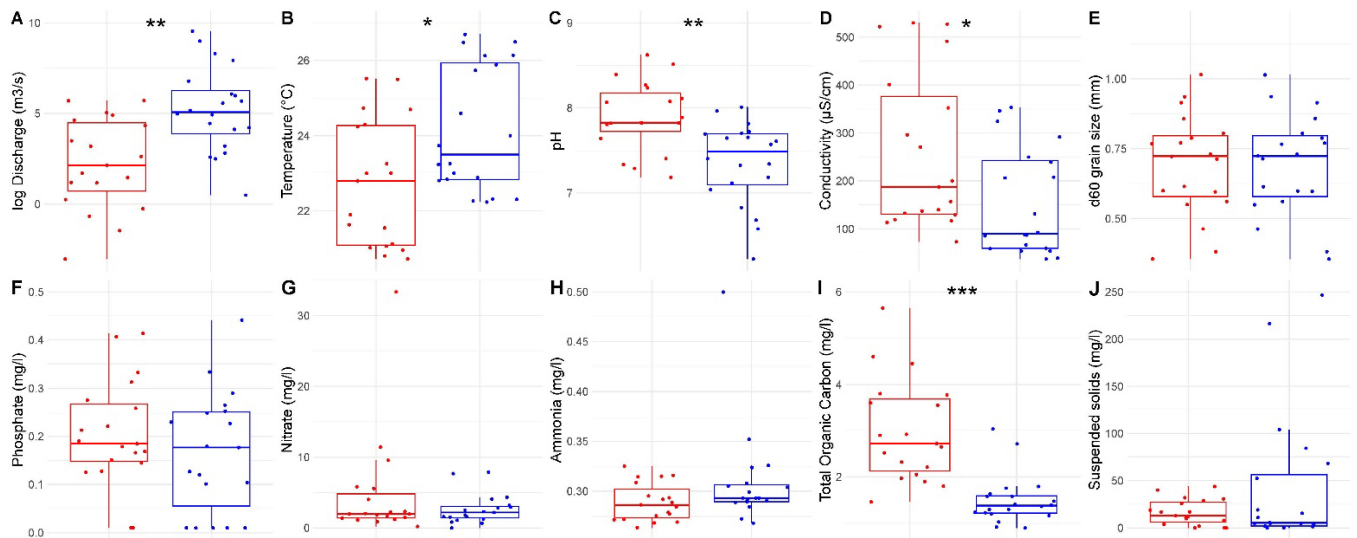 A
**
log Discharge (m3/s)
10
5
0
B
*
Temperature (°C)
26
24
22
C
**
pH
9
8
7
D
*
Conductivity (µS/cm)
500
400
300
200
100
E
d60 grain size (mm)
1.00
0.75
0.50
F
Phosphate (mg/l)
0.5
0.4
0.3
0.2
0.1
0.0
G
Nitrate (mg/l)
30
20
10
0
H
Ammonia (mg/l)
0.50
0.45
0.40
0.35
0.30
I
***
Total Organic Carbon (mg/l)
6
4
2
J
Suspended solids (mg/l)
250
200
150
100
50
0